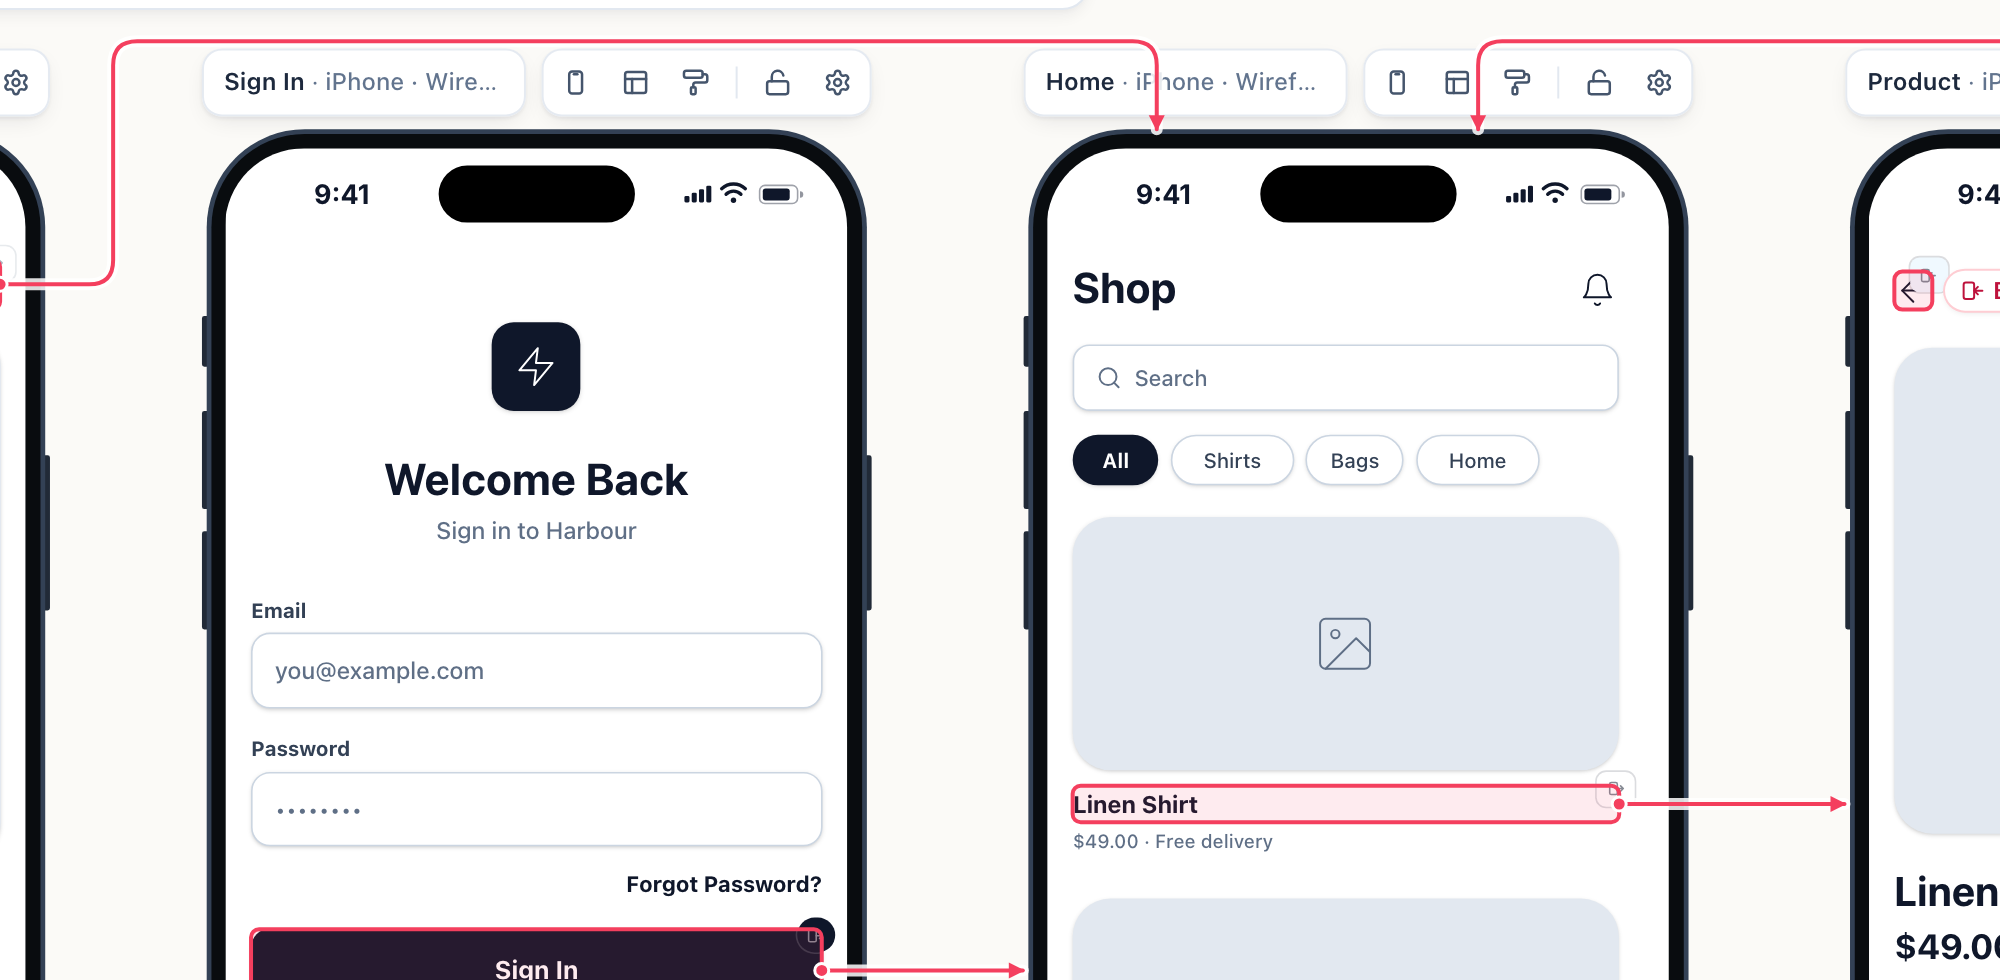 Sign In · iPhone · Wire...
Home · iPhone · Wiref...
Product · iP
9:41
9:41
9:4
Shop
Search
All
Shirts
Bags
Home
Welcome Back
Sign in to Harbour
Email
you@example.com
Password
Forgot Password?
Sign In
Linen Shirt
$49.00 · Free delivery
Linen
$49.00